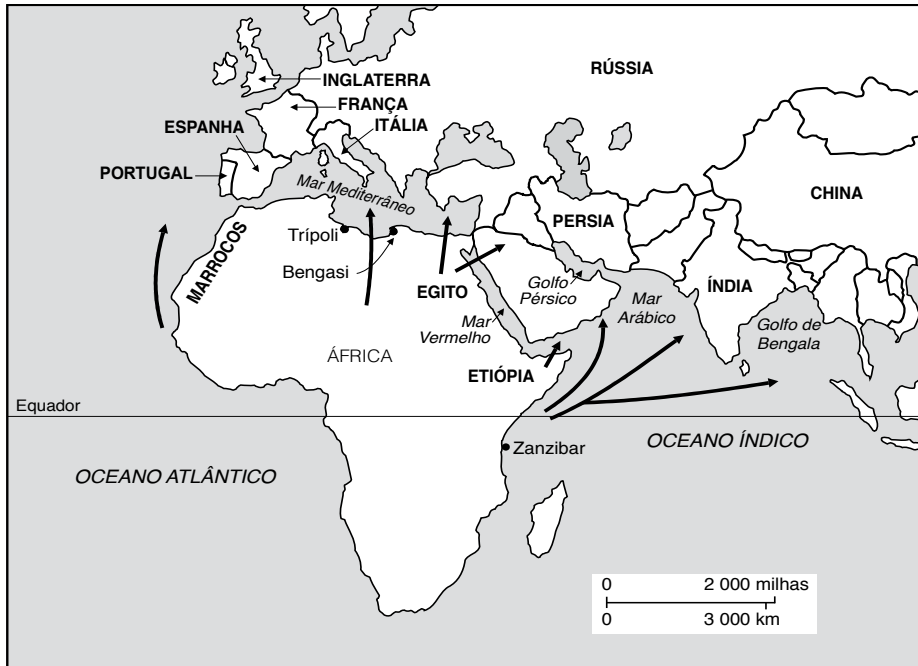 INGLATERRA
RÚSSIA
FRANÇA
ESPANHA
ITÁLIA
PORTUGAL
Mar Mediterrâneo
CHINA
PERSIA
MARROCOS
Trípoli
Bengasi
EGITO
Golfo
Pérsico
ÍNDIA
Mar
Arábico
Mar
Vermelho
Golfo de
Bengala
ÁFRICA
ETIÓPIA
Equador
Zanzibar
OCEANO ÍNDICO
OCEANO ATLÂNTICO
0 2 000 milhas
0 3 000 km